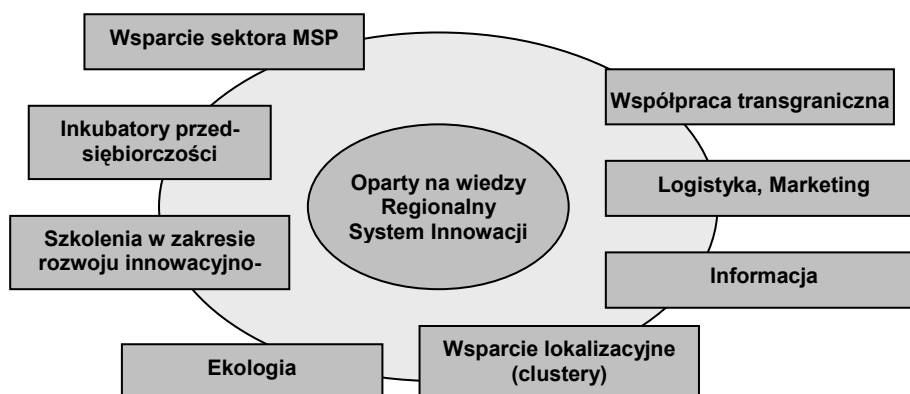 Wsparcie sektora MSP
Współpraca transgraniczna
Inkubatory przed-
siębiorczości
Oparty na wiedzy
Regionalny
System Innowacji
Logistyka, Marketing
Szkolenia w zakresie
rozwoju innowacyjno-
Informacja
Wsparcie lokalizacyjne
(clustery)
Ekologia